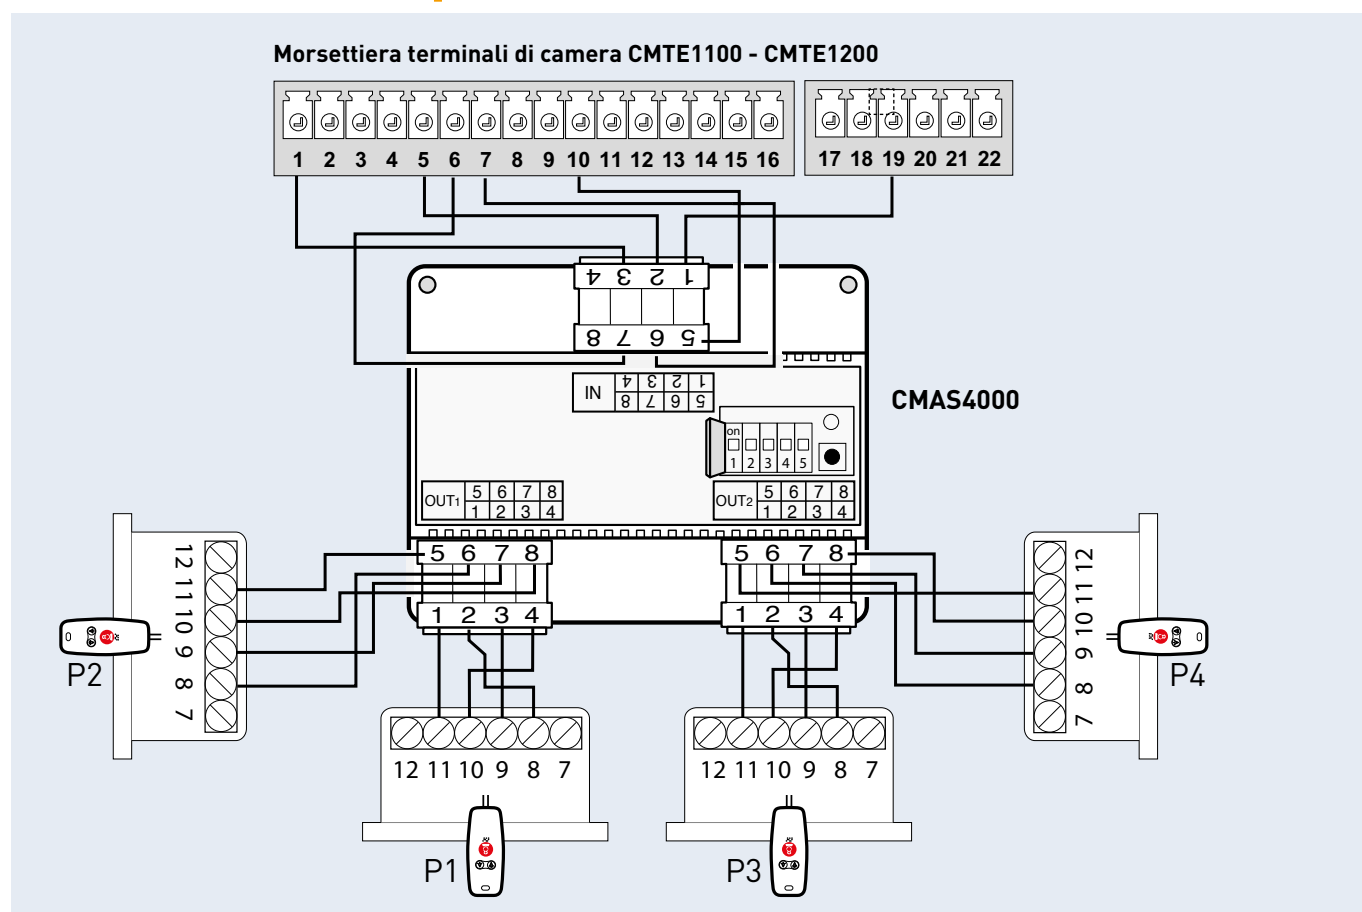 Morsettiera terminali di camera CMTE1100 - CMTE1200
1 2 3 4 5 6 7 8 9 10 11 12 13 14 15 16
17 18 19 20 21 22
4 3 2 1
8 7 6 5
IN
4 3 2 1
8 7 6 5
CMAS4000
on
1 2 3 4 5
OUT1
5 6 7 8
1 2 3 4
OUT2
5 6 7 8
1 2 3 4
5 6 7 8
1 2 3 4
5 6 7 8
1 2 3 4
12 11 10 9 8 7
P2
12 11 10 9 8 7
P4
12 11 10 9 8 7
P1
12 11 10 9 8 7
P3